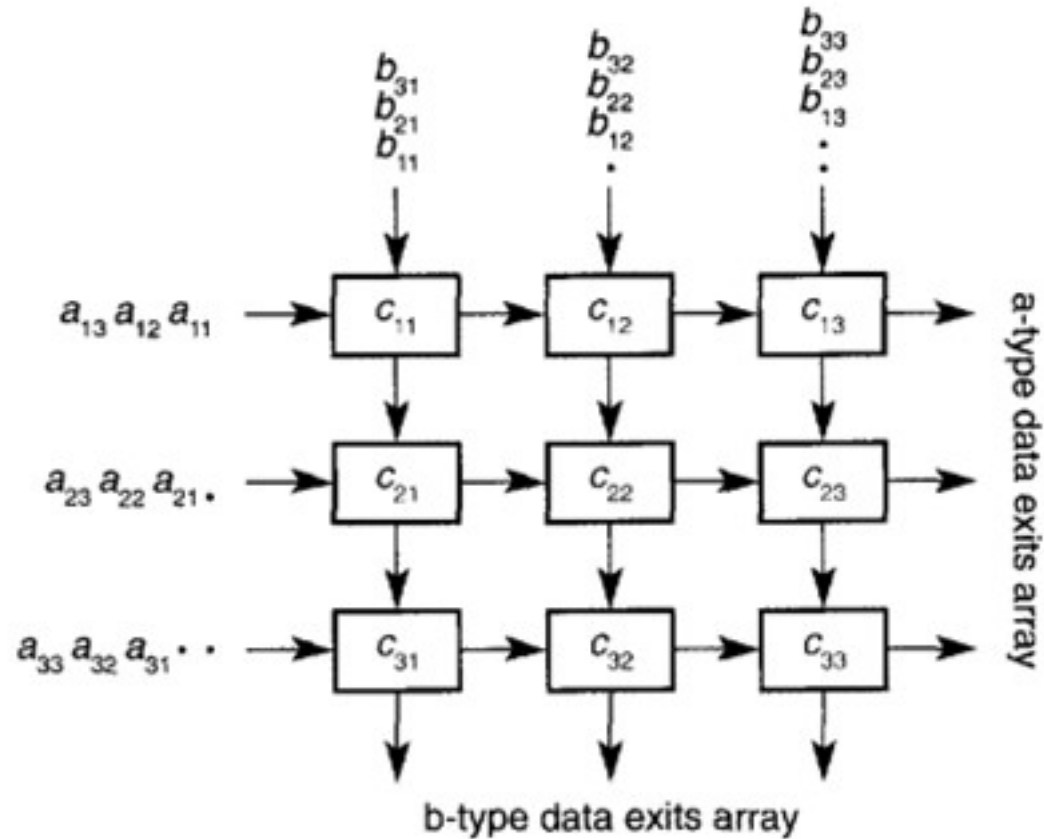 b₃₃
b₃₂ b₂₃
b₃₁ b₂₂ b₁₃
b₂₁ b₁₂ •
b₁₁ • •
a₁₃ a₁₂ a₁₁ c₁₁ c₁₂ c₁₃
a₂₃ a₂₂ a₂₁ • c₂₁ c₂₂ c₂₃
a₃₃ a₃₂ a₃₁ • • c₃₁ c₃₂ c₃₃
a-type data exits array
b-type data exits array